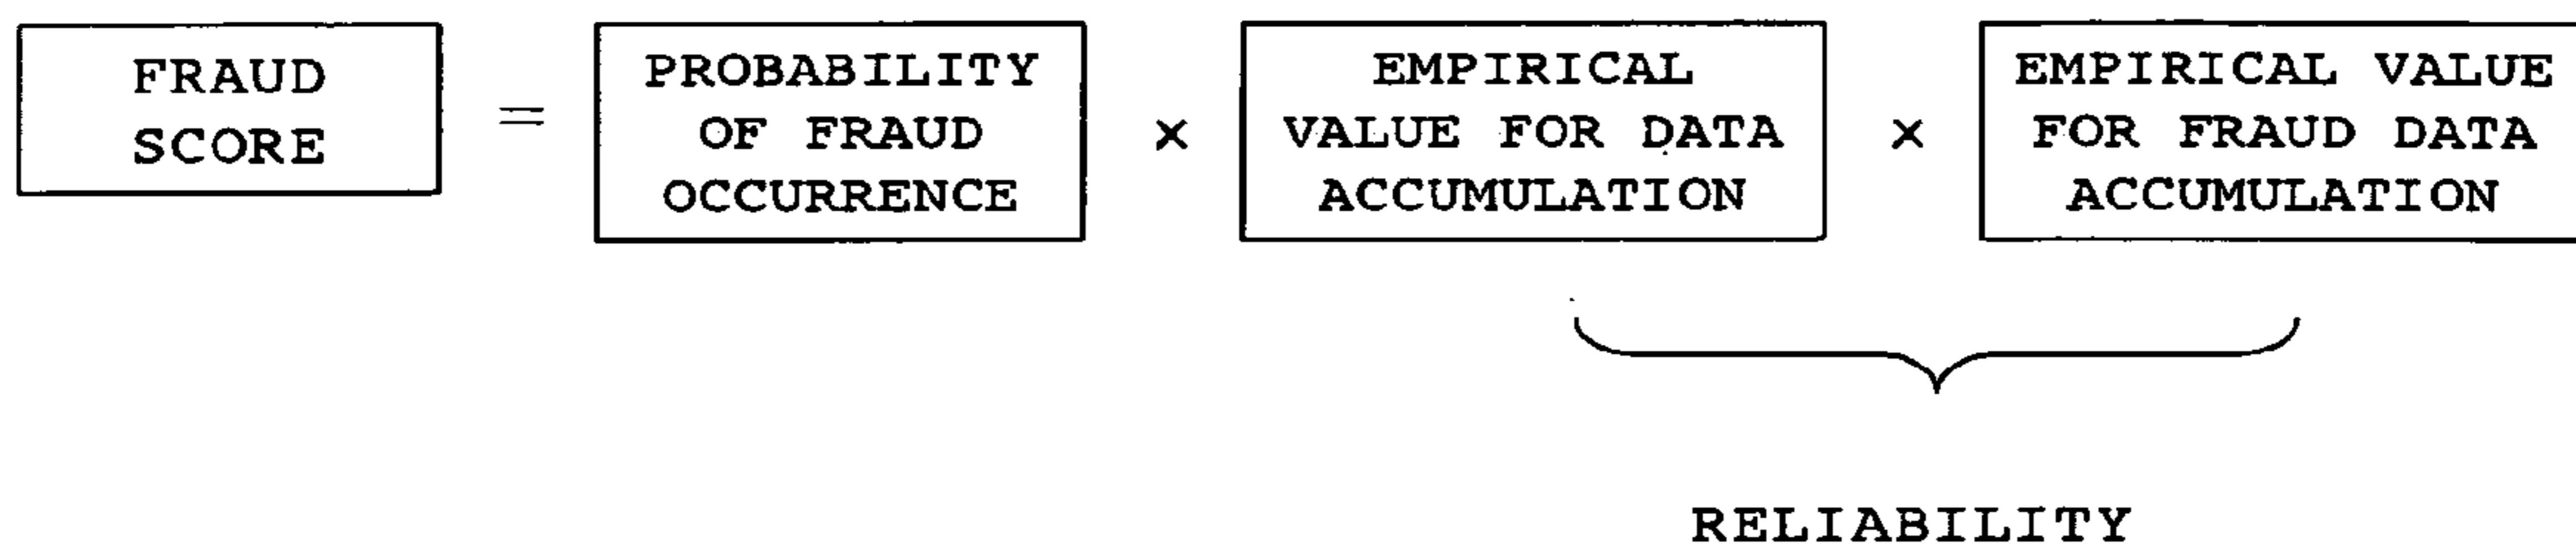 FRAUD
SCORE
=
PROBABILITY
OF FRAUD
OCCURRENCE
×
EMPIRICAL
VALUE FOR DATA
ACCUMULATION
×
EMPIRICAL VALUE
FOR FRAUD DATA
ACCUMULATION
RELIABILITY